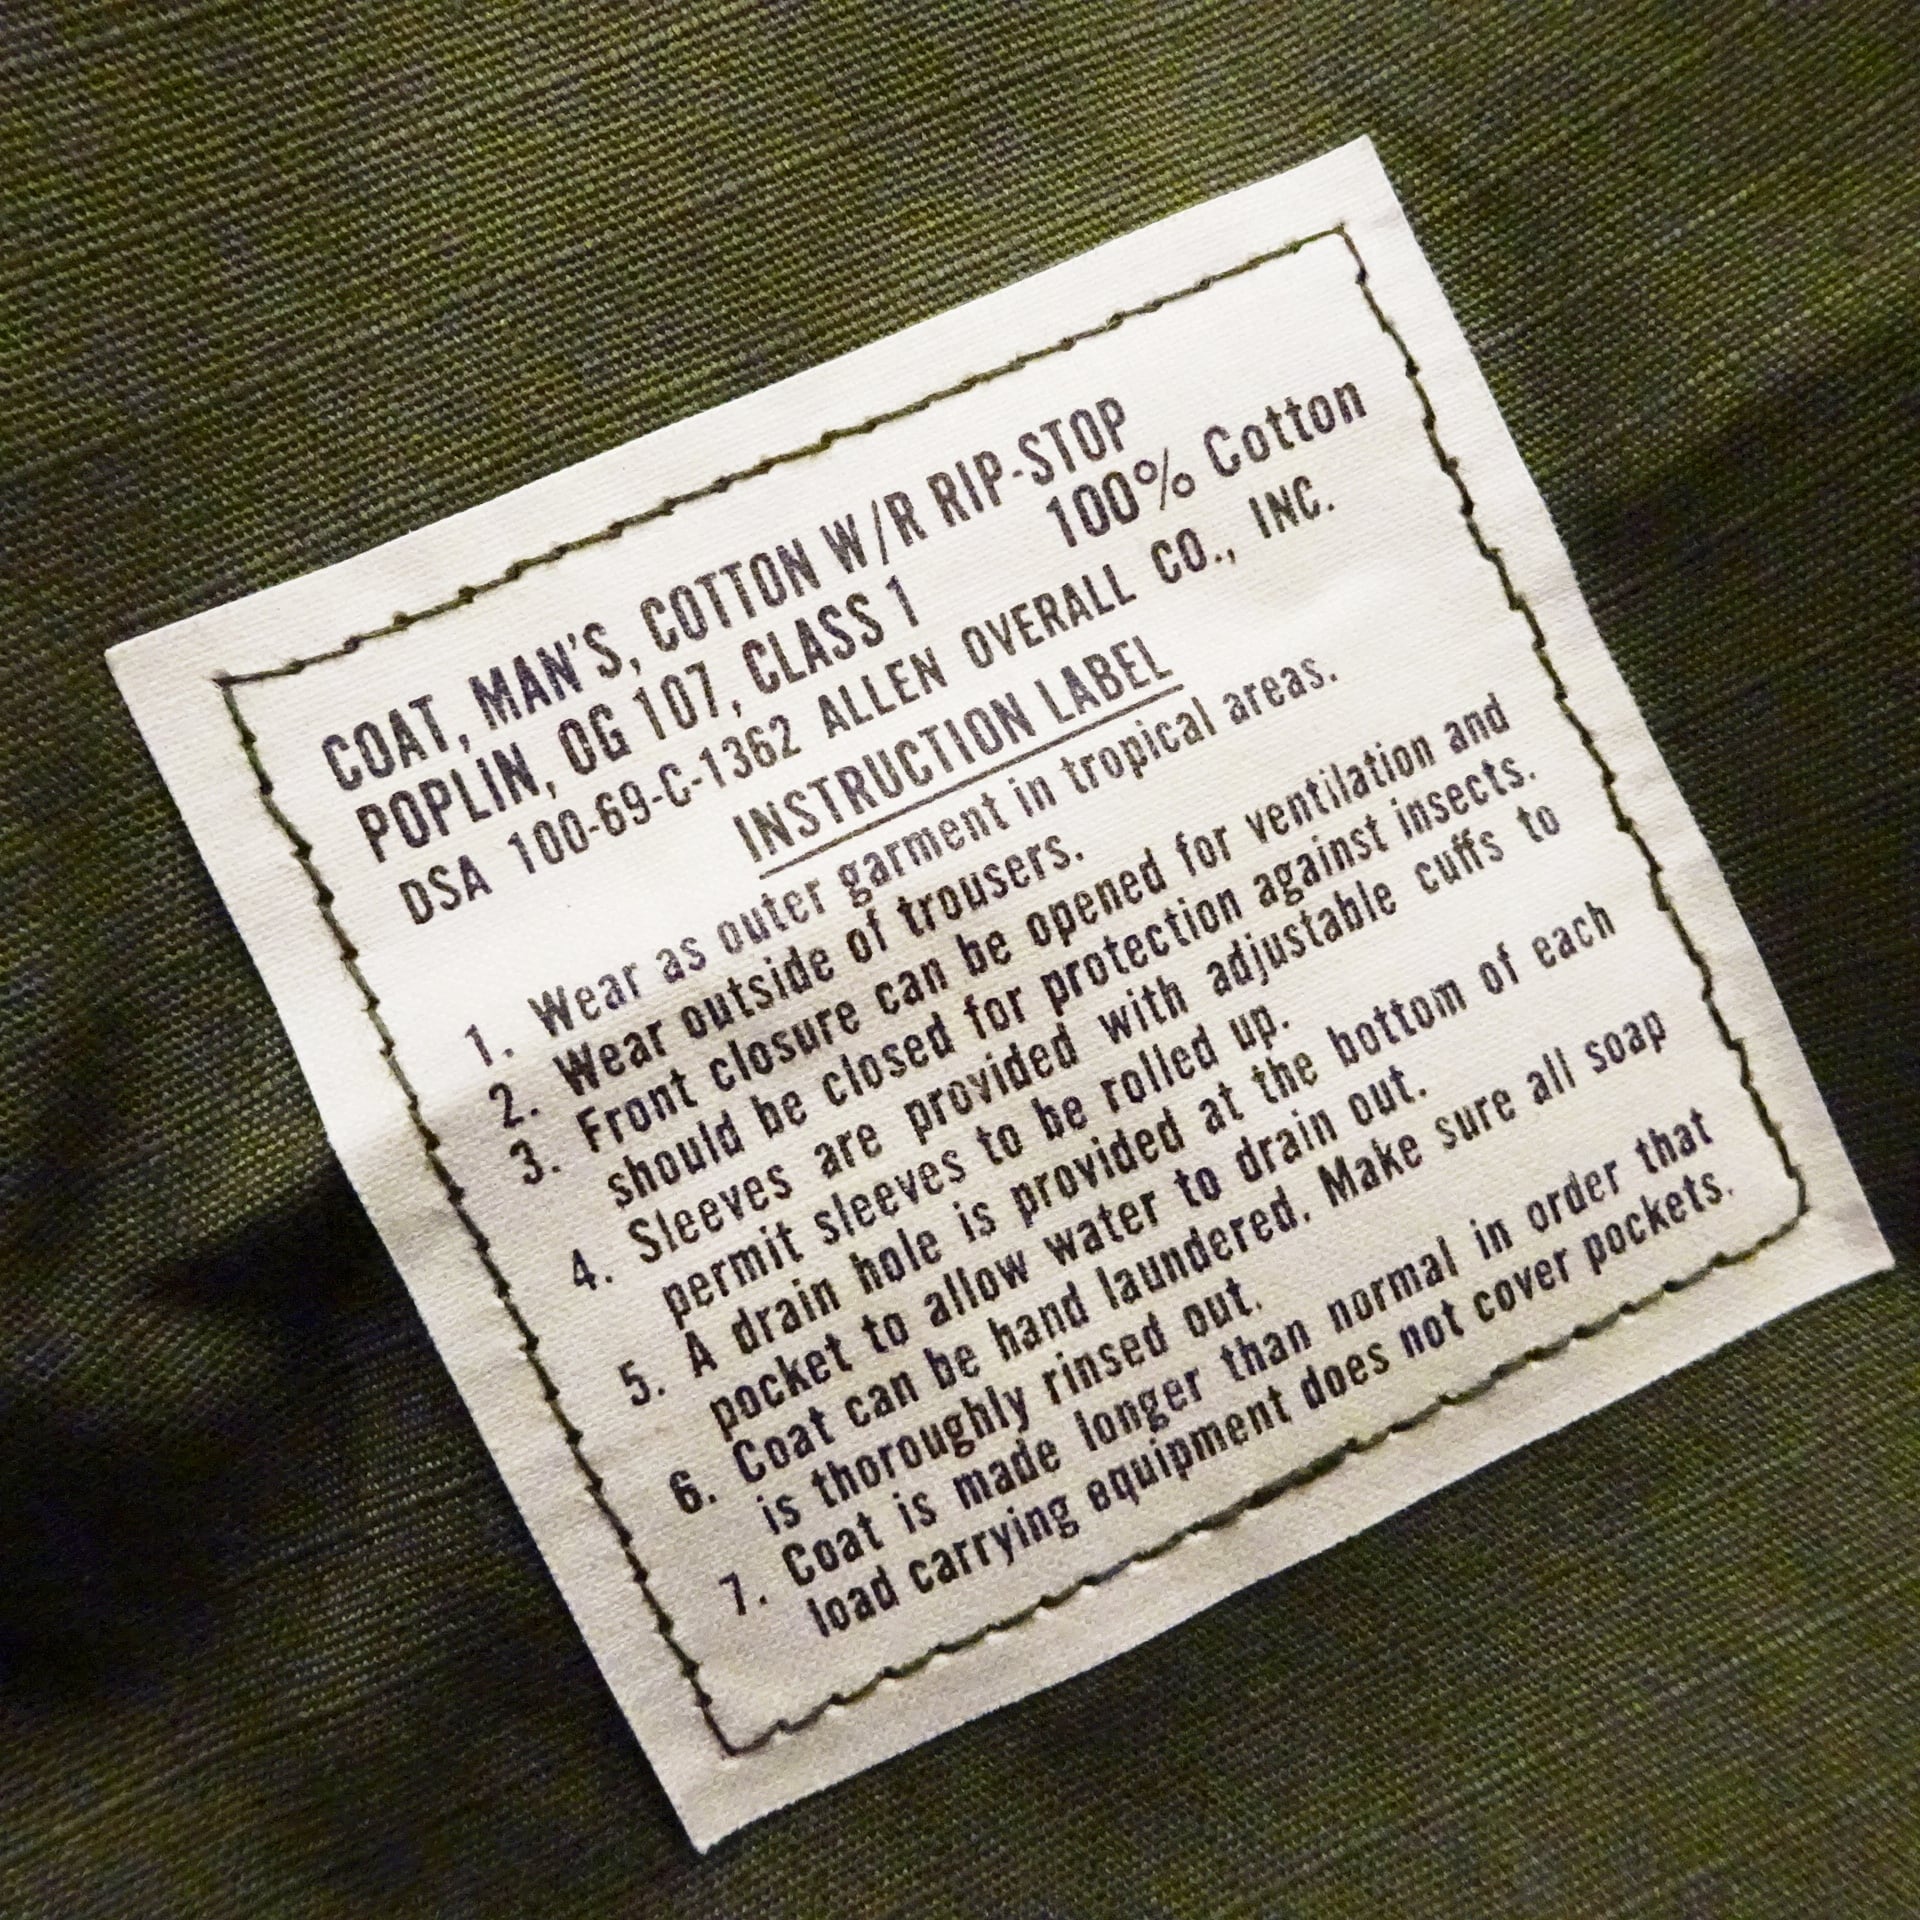 COAT, MAN'S, COTTON W/R RIP-STOP
POPLIN, OG 107, CLASS 1
100% Cotton
DSA 100-69-C-1362 ALLEN OVERALL CO., INC.
INSTRUCTION LABEL
1. Wear as outer garment in tropical areas.
2. Wear outside of trousers.
3. Front closure can be opened for ventilation and
should be closed for protection against insects.
4. Sleeves are provided with adjustable cuffs to
permit sleeves to be rolled up.
5. A drain hole is provided at the bottom of each
pocket to allow water to drain out.
6. Coat can be hand laundered. Make sure all soap
is thoroughly rinsed out.
7. Coat is made longer than normal in order that
load carrying equipment does not cover pockets.